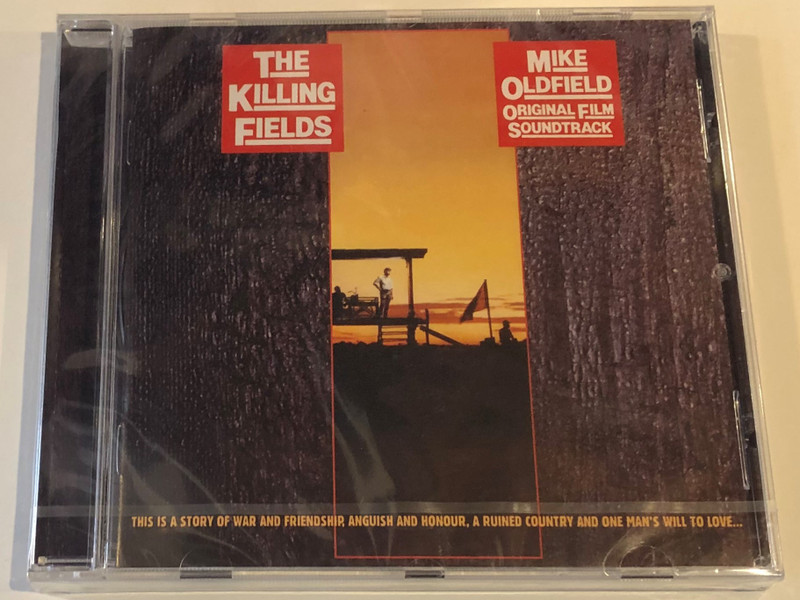 THE
KILLING
FIELDS
MIKE
OLDFIELD
ORIGINAL FILM
SOUNDTRACK
THIS IS A STORY OF WAR AND FRIENDSHIP, ANGUISH AND HONOUR, A RUINED COUNTRY AND ONE MAN'S WILL TO LOVE...